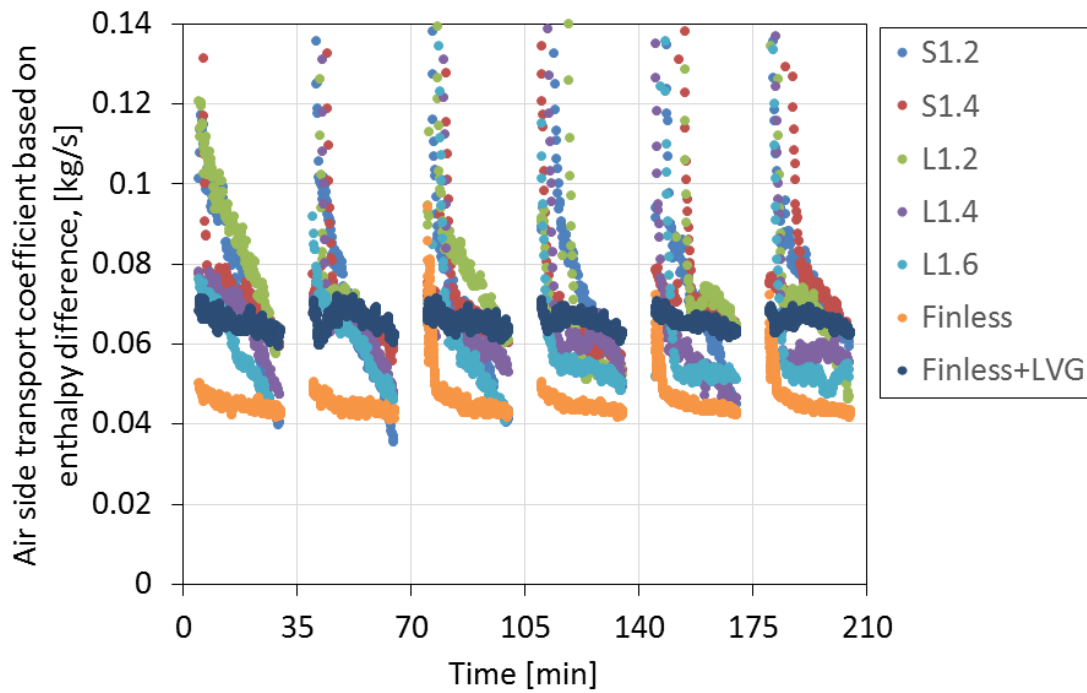 Air side transport coefficient based on
enthalpy difference, [kg/s]
0.14
0.12
0.1
0.08
0.06
0.04
0.02
0
0 35 70 105 140 175 210
Time [min]
S1.2
S1.4
L1.2
L1.4
L1.6
Finless
Finless+LVG